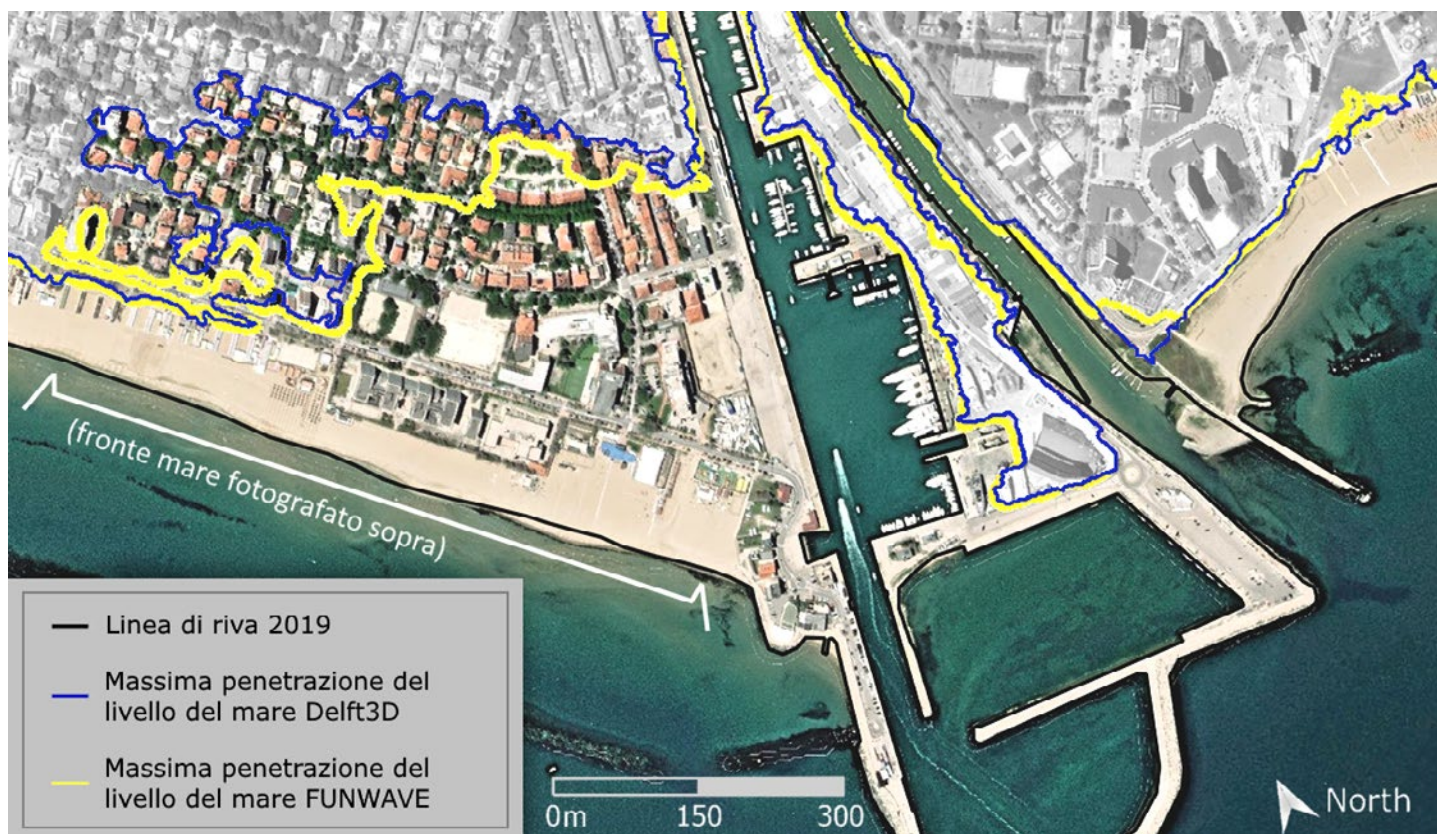 (fronte mare fotografato sopra)
Linea di riva 2019
Massima penetrazione del
livello del mare Delft3D
Massima penetrazione del
livello del mare FUNWAVE
0m 150 300
North